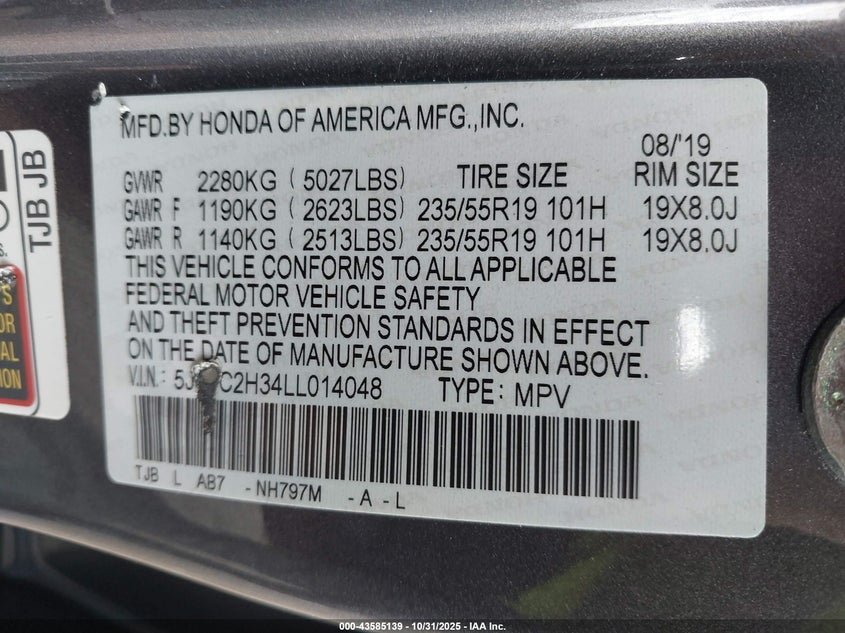 MFD.BY HONDA OF AMERICA MFG.,INC.
08/'19
GVWR 2280KG (5027LBS) TIRE SIZE RIM SIZE
GAWR F 1190KG (2623LBS) 235/55R19 101H 19X8.0J
GAWR R 1140KG (2513LBS) 235/55R19 101H 19X8.0J
THIS VEHICLE CONFORMS TO ALL APPLICABLE
FEDERAL MOTOR VEHICLE SAFETY
AND THEFT PREVENTION STANDARDS IN EFFECT
ON THE DATE OF MANUFACTURE SHOWN ABOVE.
V.I.N.: 5J C2H34LL014048 TYPE: MPV
TJB L AB7 -NH797M -A -L
TJB JB
000-43585139 - 10/31/2025 - IAA Inc.